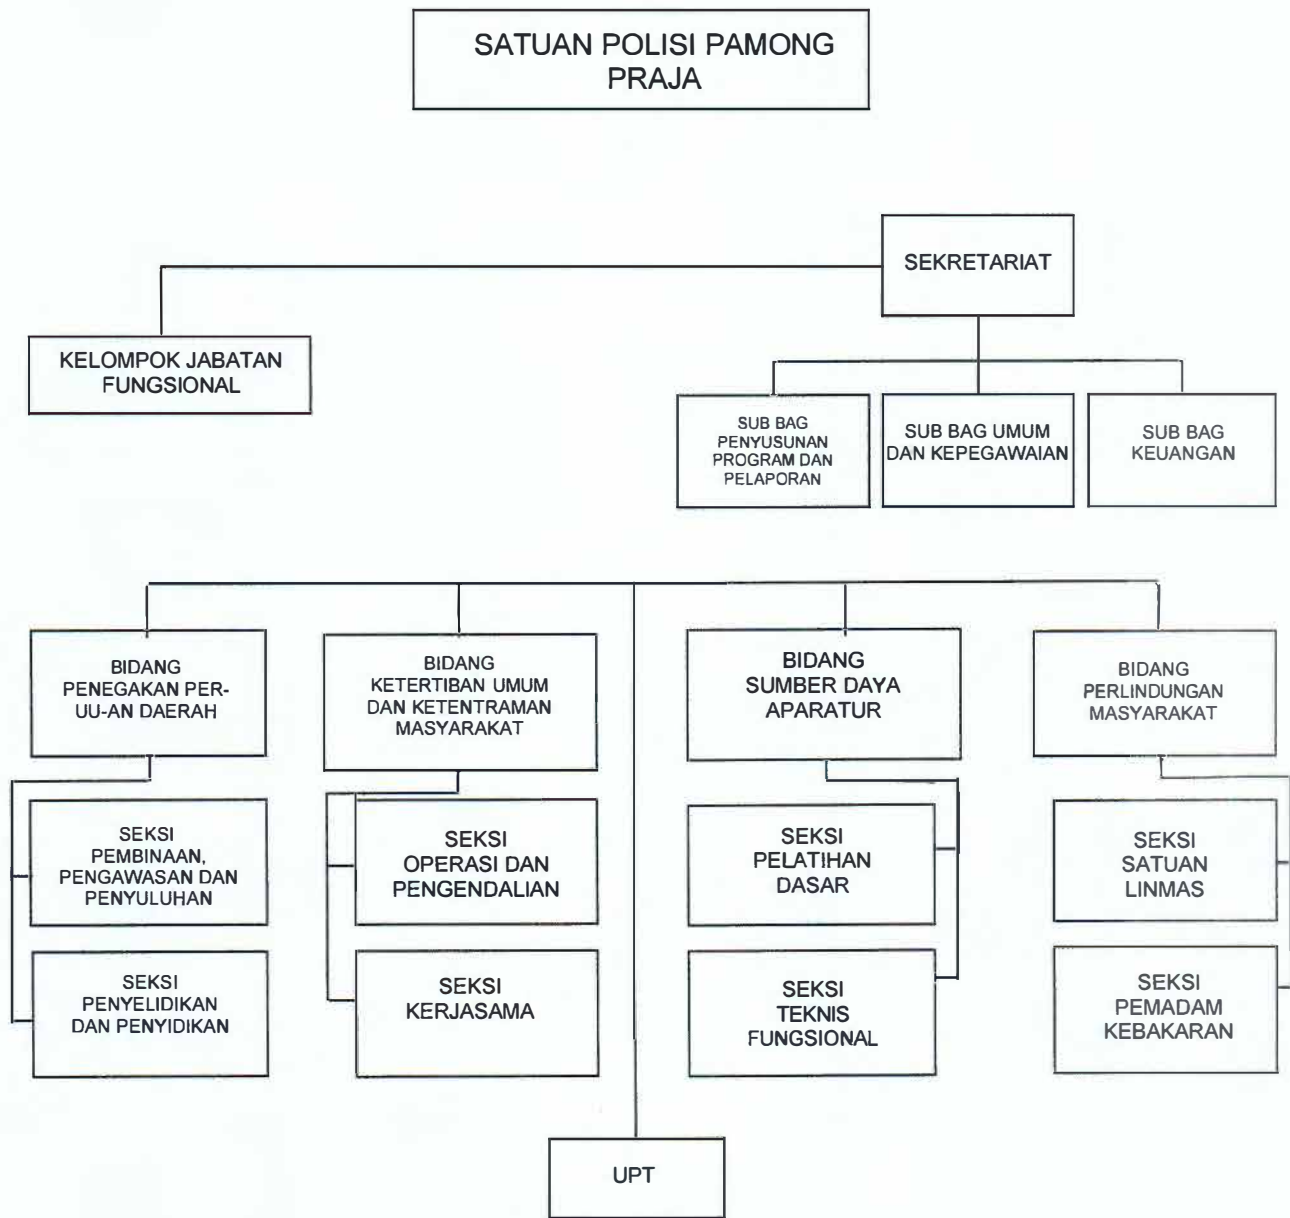 SATUAN POLISI PAMONG
PRAJA
SEKRETARIAT
KELOMPOK JABATAN
FUNGSIONAL
SUB BAG
PENYUSUNAN
PROGRAM DAN
PELAPORAN
SUB BAG UMUM
DAN KEPEGAWAIAN
SUB BAG
KEUANGAN
BIDANG
PENEGAKAN PER-
UU-AN DAERAH
BIDANG
KETERTIBAN UMUM
DAN KETENTRAMAN
MASYARAKAT
BIDANG
SUMBER DAYA
APARATUR
BIDANG
PERLINDUNGAN
MASYARAKAT
SEKSI
PEMBINAAN,
PENGAWASAN DAN
PENYULUHAN
SEKSI
OPERASI DAN
PENGENDALIAN
SEKSI
PELATIHAN
DASAR
SEKSI
SATUAN
LINMAS
SEKSI
PENYELIDIKAN
DAN PENYIDIKAN
SEKSI
KERJASAMA
SEKSI
TEKNIS
FUNGSIONAL
SEKSI
PEMADAM
KEBAKARAN
UPT